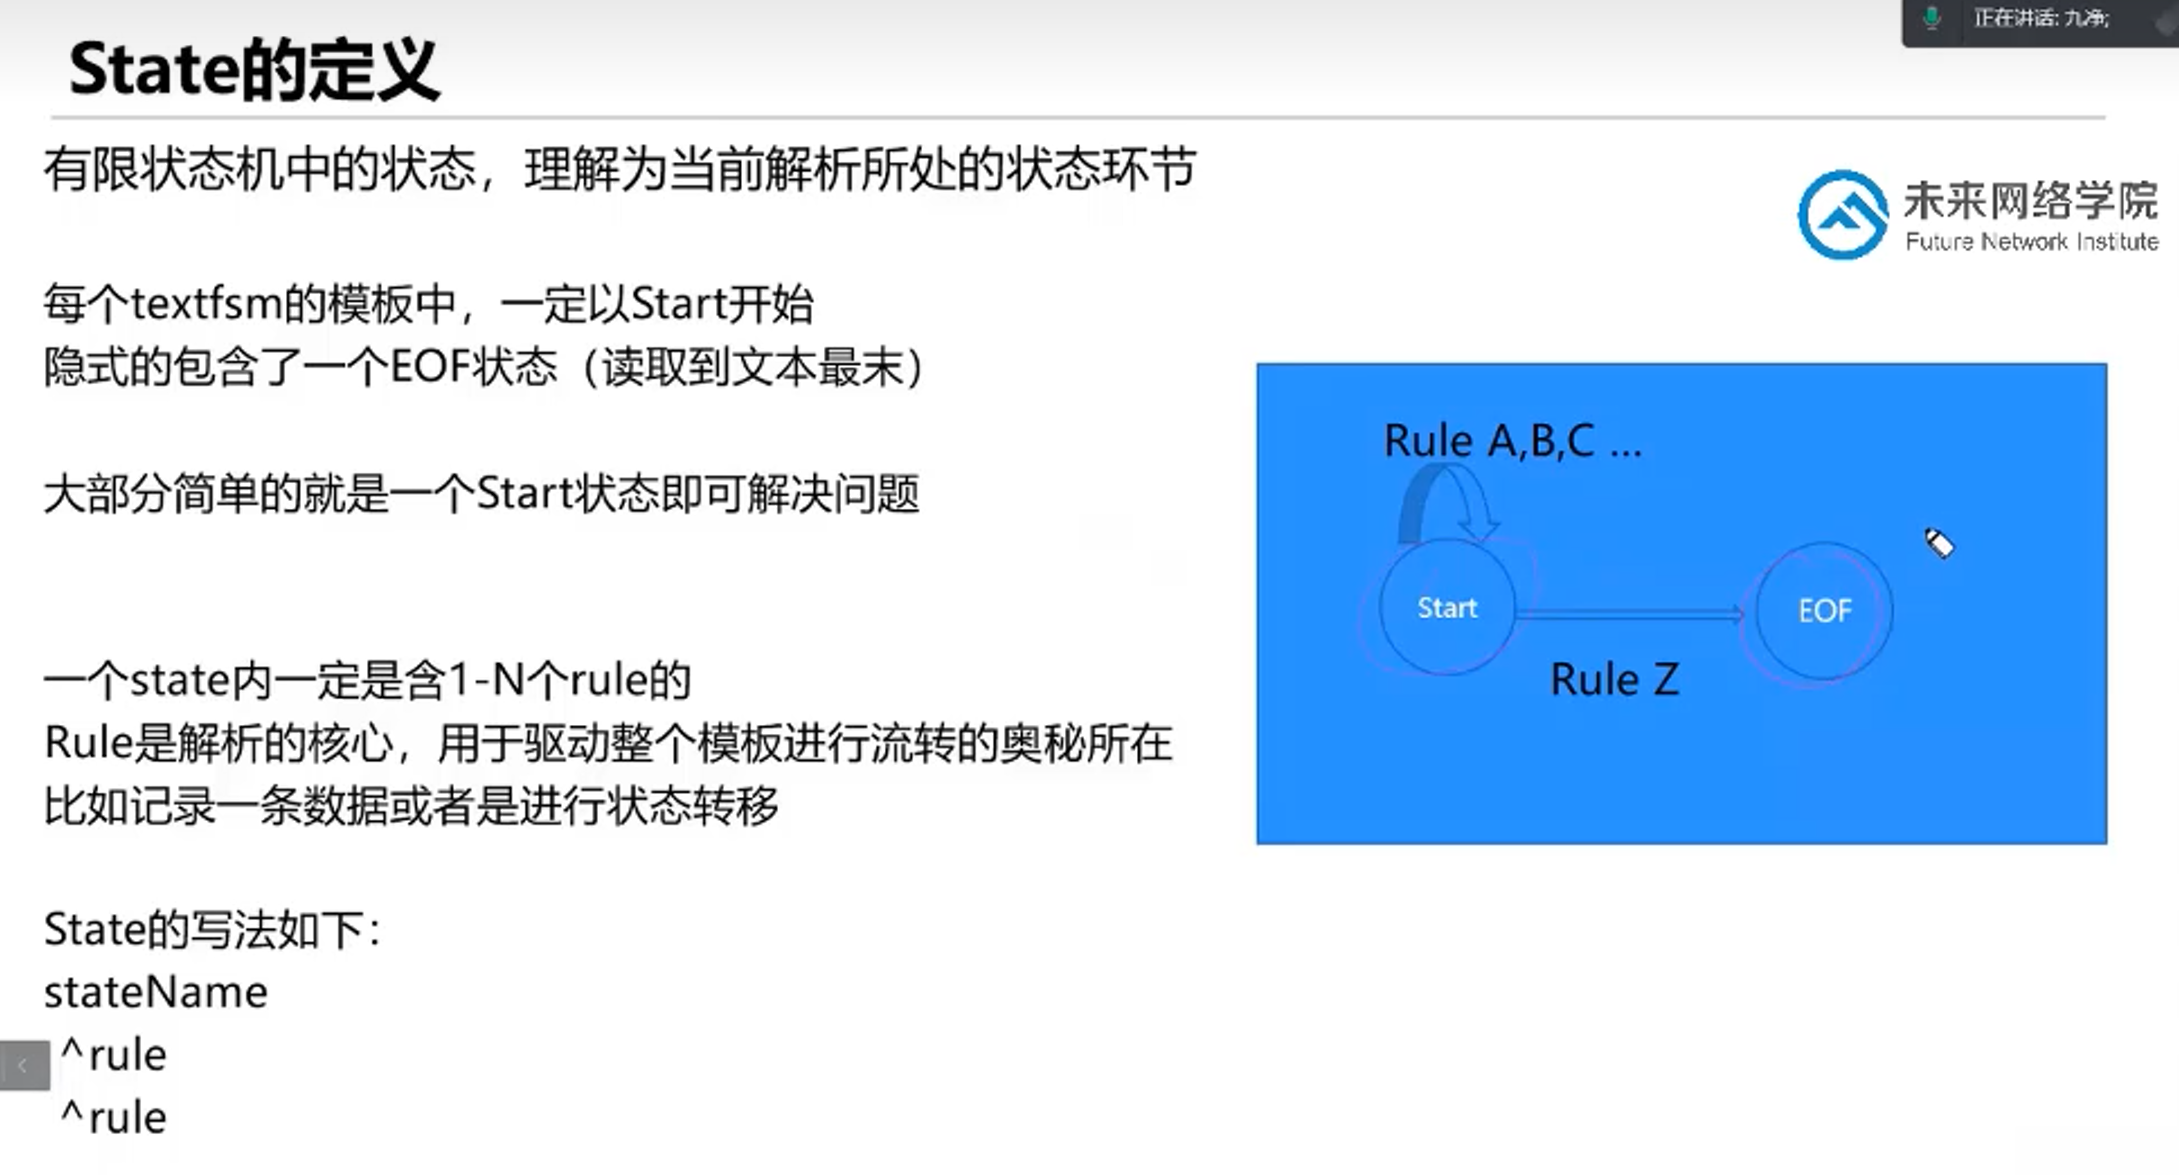 正在讲话: 九净;
State的定义
有限状态机中的状态，理解为当前解析所处的状态环节
未来网络学院
Future Network Institute
每个textfsm的模板中，一定以Start开始
隐式的包含了一个EOF状态（读取到文本最末）
大部分简单的就是一个Start状态即可解决问题
Rule A,B,C ...
Start
EOF
Rule Z
一个state内一定是含1-N个rule的
Rule是解析的核心，用于驱动整个模板进行流转的奥秘所在
比如记录一条数据或者是进行状态转移
State的写法如下：
stateName
^rule
^rule